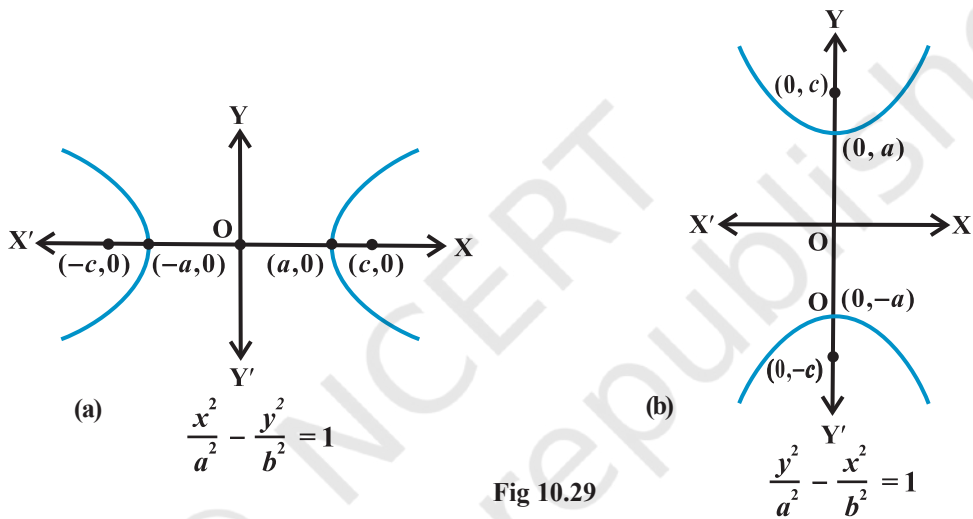 Y
X′ O X
(−c,0) (−a,0) (a,0) (c,0)
Y′
(a)
x²/a² − y²/b² = 1
Y
(0, c)
(0, a)
X′ O X
O (0,−a)
(0,−c)
(b)
Y′
y²/a² − x²/b² = 1
Fig 10.29
© NCERT
republishe